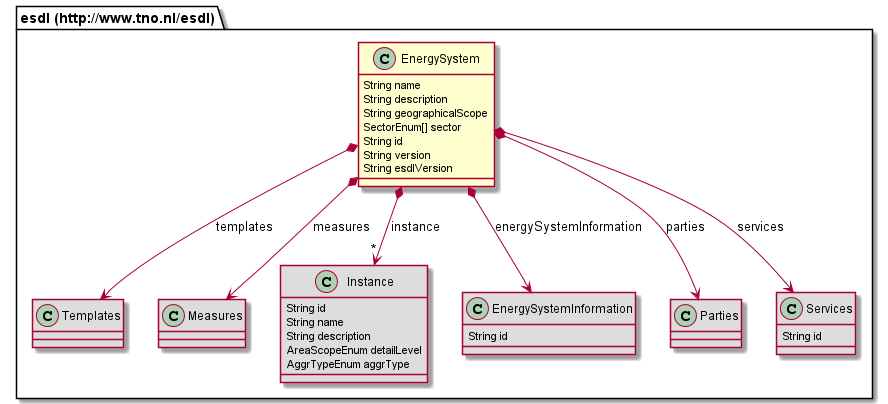 esdl (http://www.tno.nl/esdl)
C EnergySystem
String name
String description
String geographicalScope
SectorEnum[] sector
String id
String version
String esdlVersion
templates
measures
instance
energySystemInformation
parties
services
*
C Templates
C Measures
C Instance
String id
String name
String description
AreaScopeEnum detailLevel
AggrTypeEnum aggrType
C EnergySystemInformation
String id
C Parties
C Services
String id